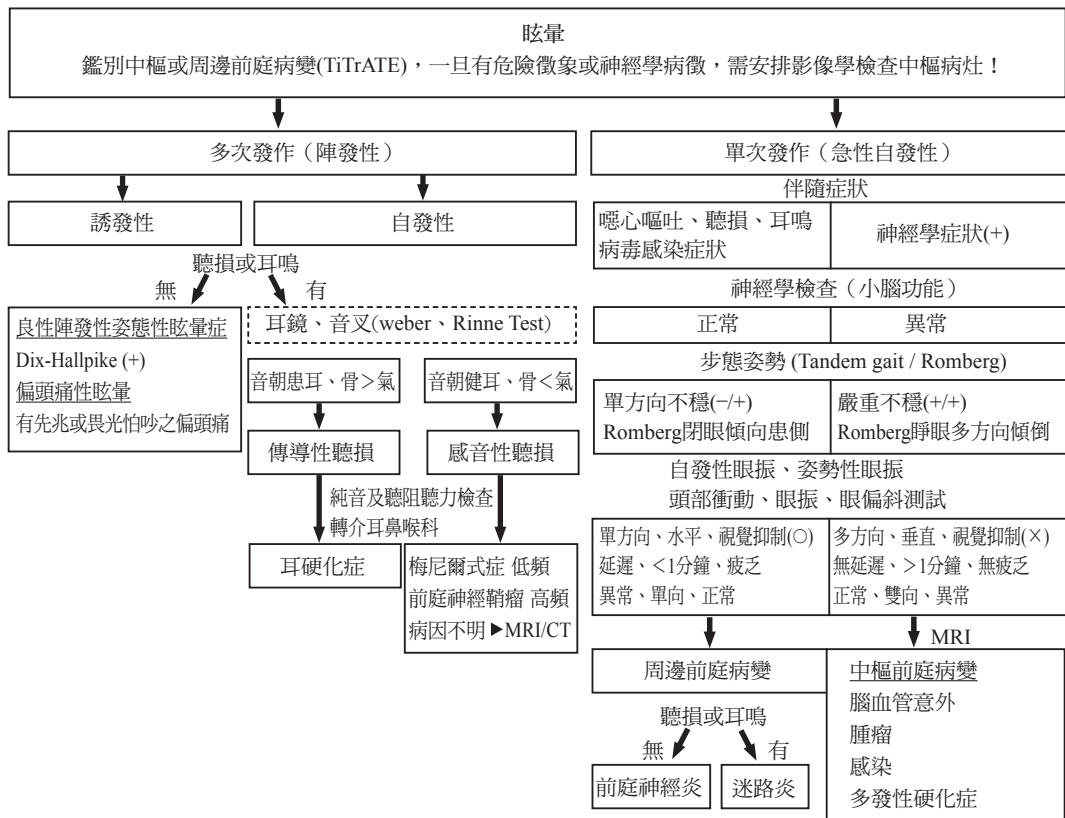 眩暈
鑑別中樞或周邊前庭病變(TiTrATE)，一旦有危險徵象或神經學病徵，需安排影像學檢查中樞病灶！
多次發作（陣發性）
誘發性
自發性
聽損或耳鳴
無
有
良性陣發性姿態性眩暈症
Dix-Hallpike (+)
偏頭痛性眩暈
有先兆或畏光怕吵之偏頭痛
耳鏡、音叉(weber、Rinne Test)
音朝患耳、骨＞氣
音朝健耳、骨＜氣
傳導性聽損
感音性聽損
純音及聽阻聽力檢查
轉介耳鼻喉科
耳硬化症
梅尼爾式症 低頻
前庭神經鞘瘤 高頻
病因不明►MRI/CT
單次發作（急性自發性）
伴隨症狀
噁心嘔吐、聽損、耳鳴
病毒感染症狀
神經學症狀(+)
神經學檢查（小腦功能）
正常
異常
步態姿勢 (Tandem gait / Romberg)
單方向不穩(−/+)
Romberg閉眼傾向患側
嚴重不穩(+/+)
Romberg睜眼多方向傾倒
自發性眼振、姿勢性眼振
頭部衝動、眼振、眼偏斜測試
單方向、水平、視覺抑制(○)
延遲、＜1分鐘、疲乏
異常、單向、正常
多方向、垂直、視覺抑制(×)
無延遲、＞1分鐘、無疲乏
正常、雙向、異常
MRI
周邊前庭病變
聽損或耳鳴
無
有
前庭神經炎
迷路炎
中樞前庭病變
腦血管意外
腫瘤
感染
多發性硬化症